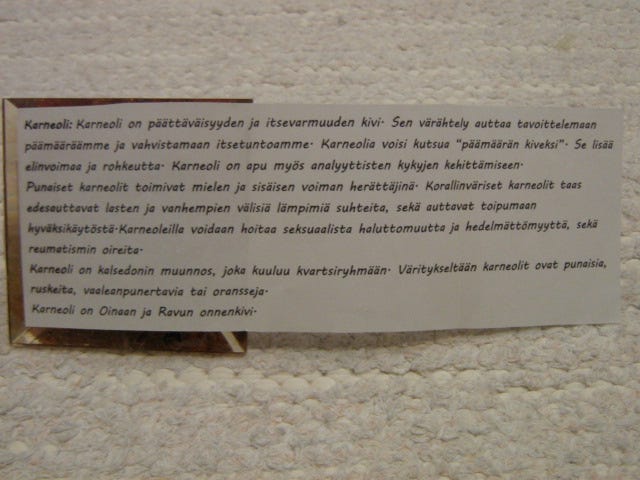 Karneoli: Karneoli on päättäväisyyden ja itsevarmuuden kivi. Sen värähtely auttaa tavoittelemaan
päämääräämme ja vahvistamaan itsetuntoamme. Karneolia voisi kutsua "päämäärän kiveksi". Se lisää
elinvoimaa ja rohkeutta. Karneoli on apu myös analyyttisten kykyjen kehittämiseen.
Punaiset karneolit toimivat mielen ja sisäisen voiman herättäjinä. Korallinväriset karneolit taas
edesauttavat lasten ja vanhempien välisiä lämpimiä suhteita, sekä auttavat toipumaan
hyväksikäytöstä.Karneoleilla voidaan hoitaa seksuaalista haluttomuutta ja hedelmättömyyttä, sekä
reumatismin oireita.
Karneoli on kalsedonin muunnos, joka kuuluu kvartsiryhmään. Väritykseltään karneolit ovat punaisia,
ruskeita, vaaleanpunertavia tai oransseja.
Karneoli on Oinaan ja Ravun onnenkivi.